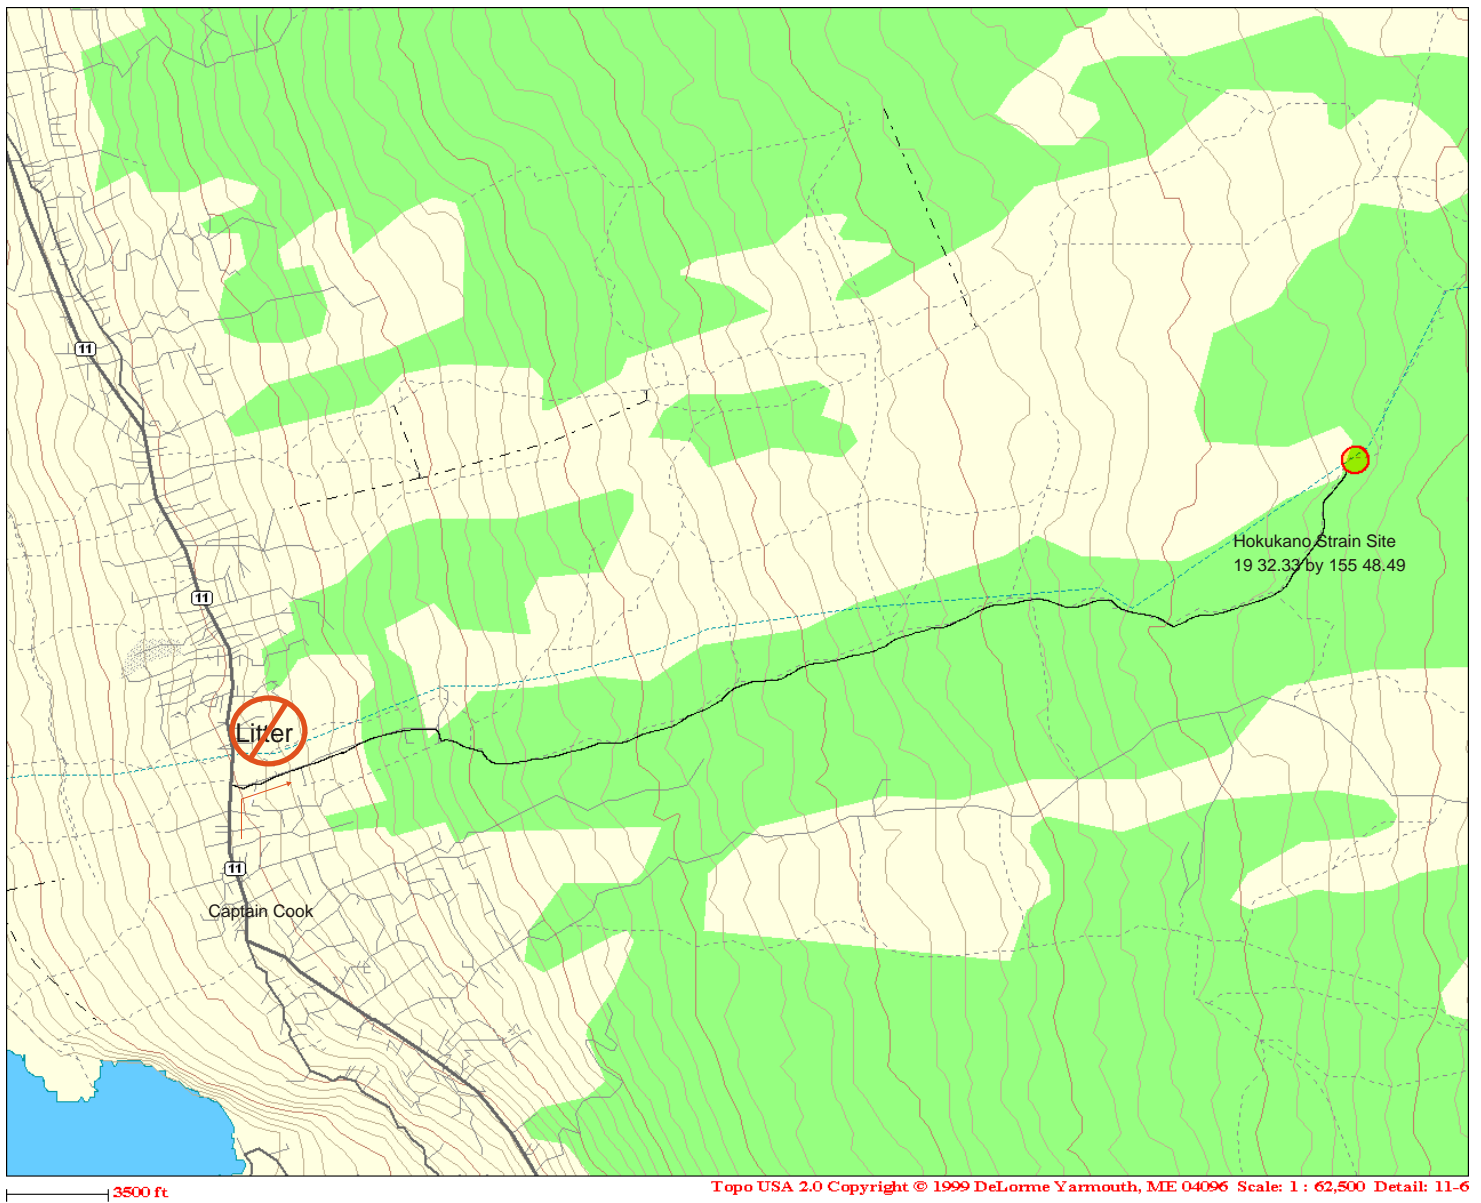 11
Hokukano Strain Site
19 32.33 by 155 48.49
11
Litter
11
Captain Cook
3500 ft
Topo USA 2.0 Copyright © 1999 DeLorme Yarmouth, ME 04096 Scale: 1 : 62,500 Detail: 11-6